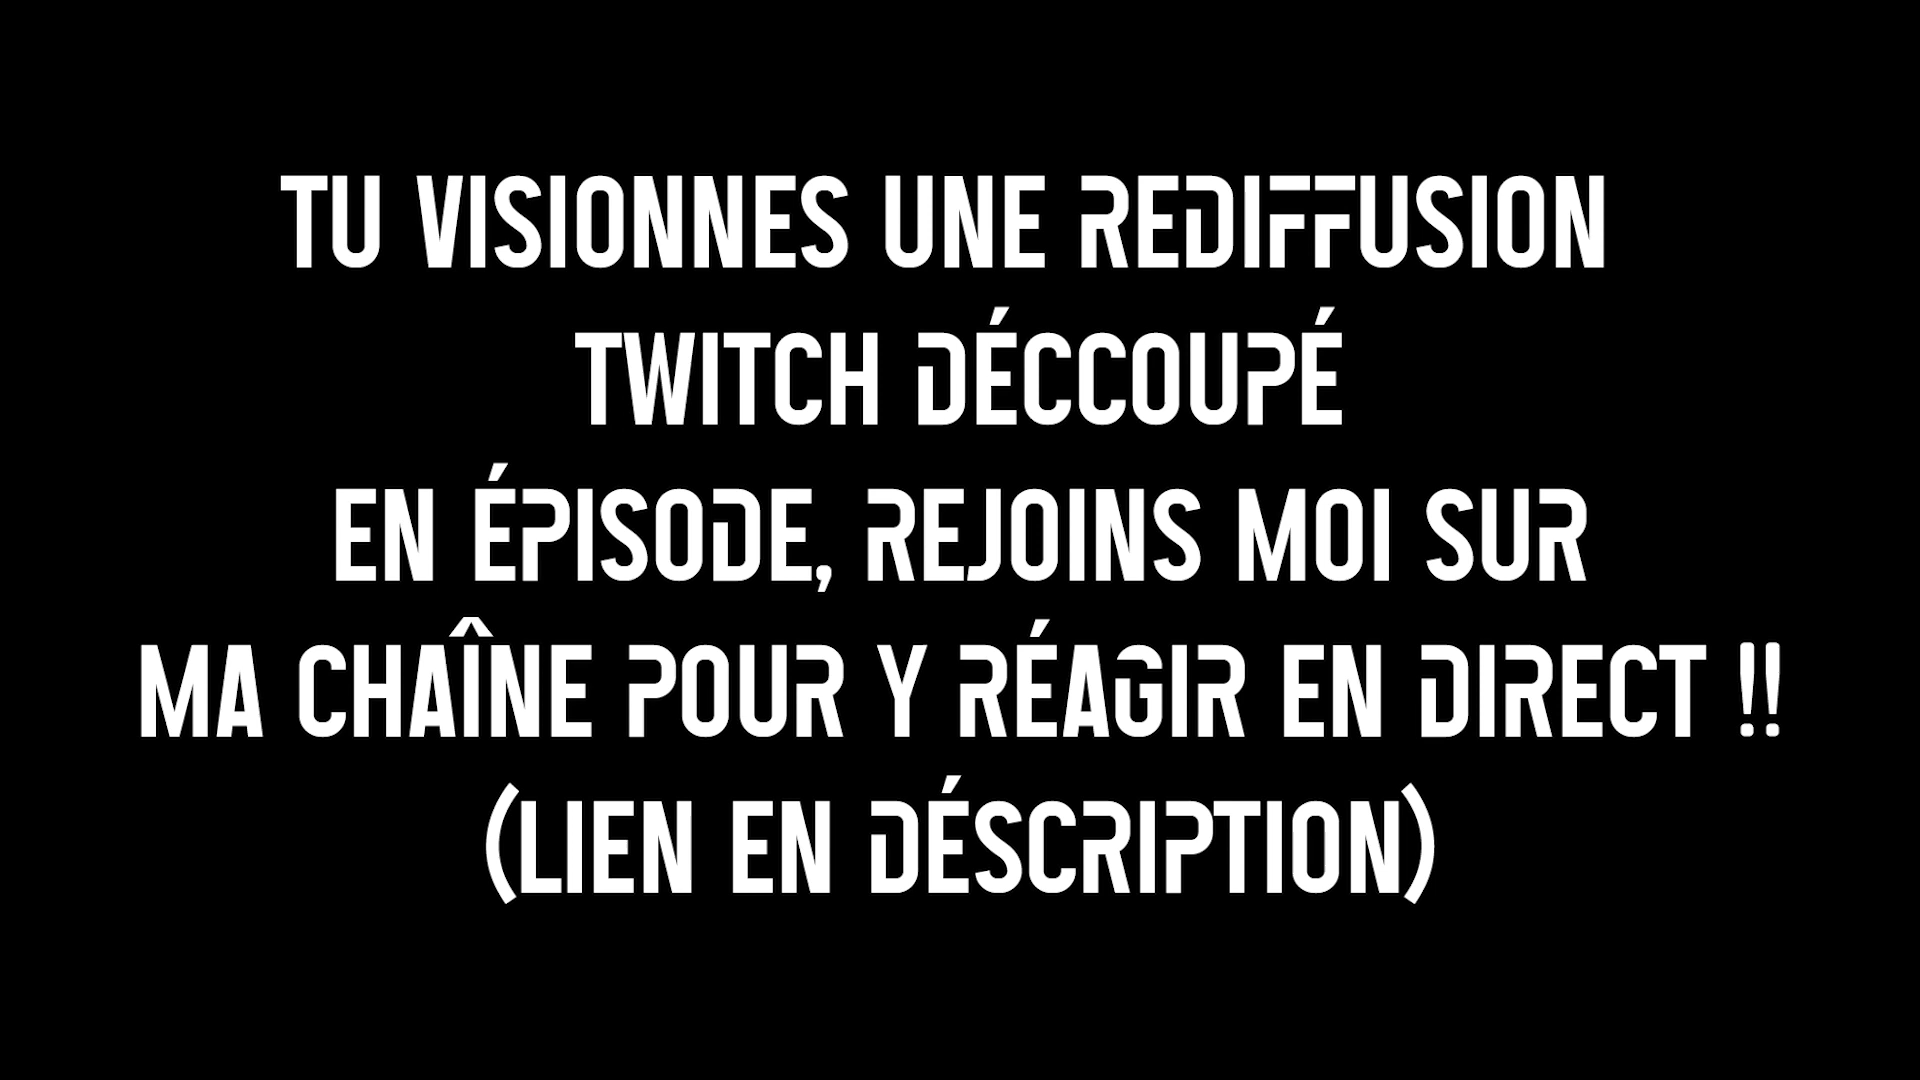 TU VISIONNES UNE REDIFFUSION
TWITCH DÉCCOUPÉ
EN ÉPISODE, REJOINS MOI SUR
MA CHAÎNE POUR Y RÉAGIR EN DIRECT !!
(LIEN EN DÉSCRIPTION)